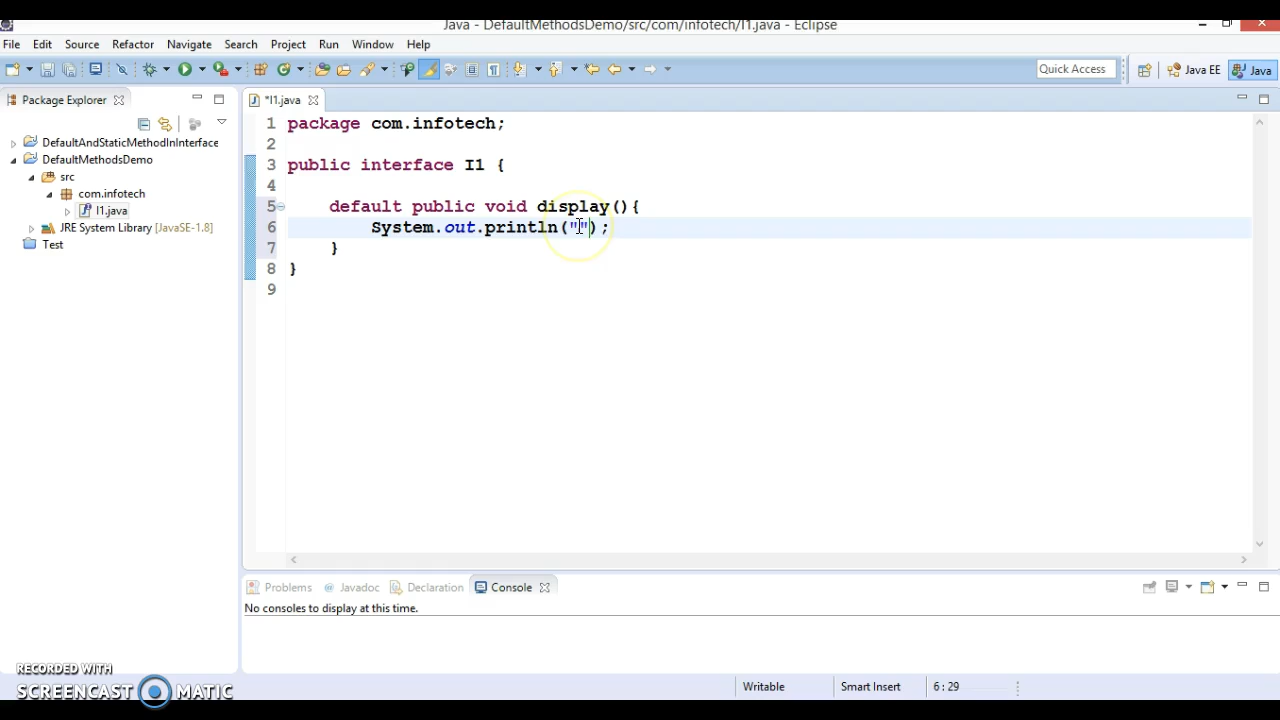 Java - DefaultMethodsDemo/src/com/infotech/I1.java - Eclipse
File Edit Source Refactor Navigate Search Project Run Window Help
Quick Access Java EE Java
Package Explorer
DefaultAndStaticMethodInInterface
DefaultMethodsDemo
src
com.infotech
I1.java
JRE System Library [JavaSE-1.8]
Test
*I1.java
1 package com.infotech;
2
3 public interface I1 {
4
5 default public void display(){
6 System.out.println("");
7 }
8 }
9
Problems Javadoc Declaration Console
No consoles to display at this time.
Writable Smart Insert 6 : 29
RECORDED WITH
SCREENCAST MATIC